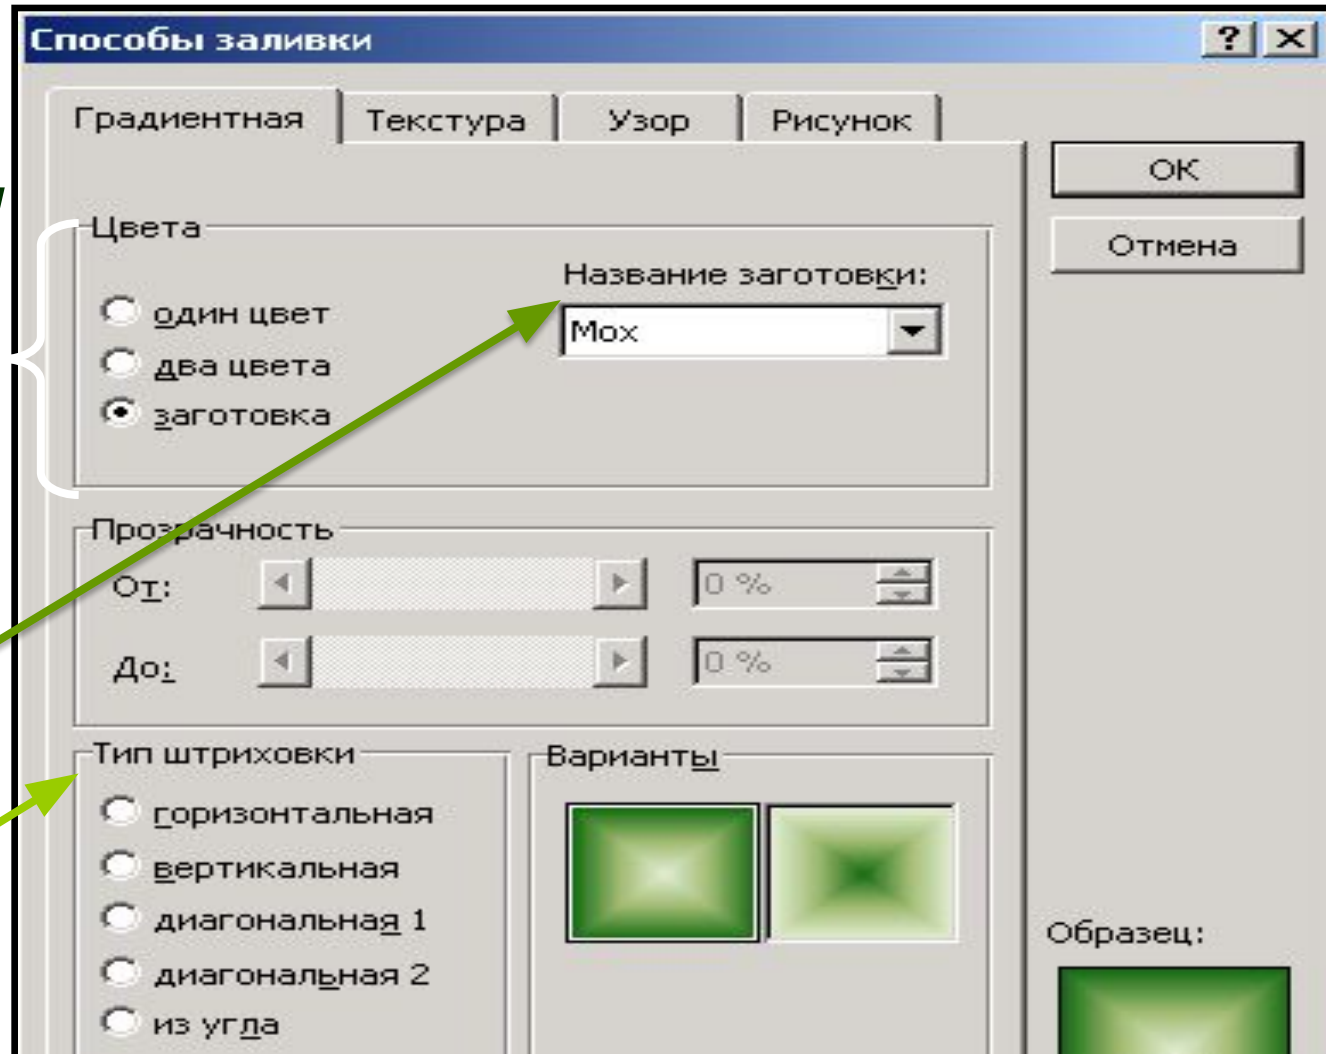 Способы заливки
Градиентная Текстура Узор Рисунок
ОК
Отмена
Цвета
один цвет
два цвета
заготовка
Название заготовки:
Мох
Прозрачность
От: 0 %
До: 0 %
Тип штриховки
горизонтальная
вертикальная
диагональная 1
диагональная 2
из угла
Варианты
Образец: